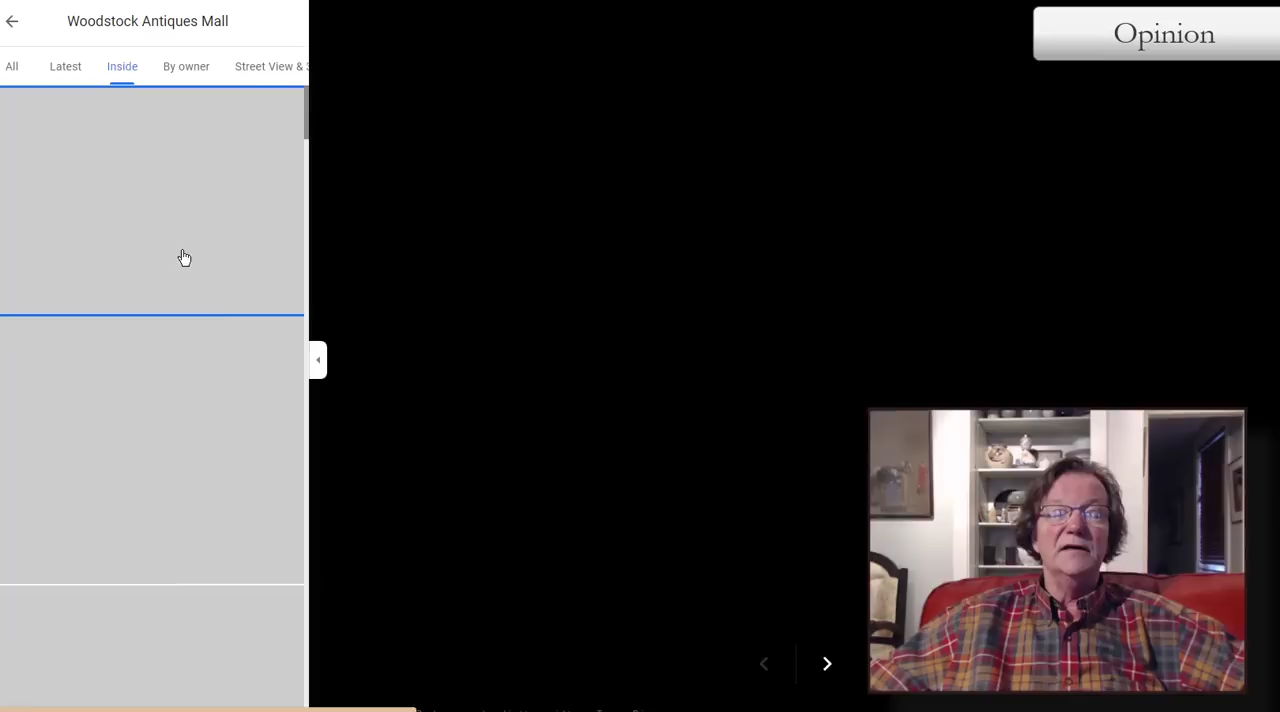 Woodstock Antiques Mall
Opinion
All Latest Inside By owner Street View &